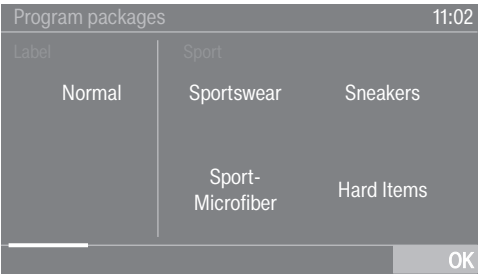 Program packages 11:02
Label Sport
Normal Sportswear Sneakers
Sport-
Microfiber Hard Items
OK